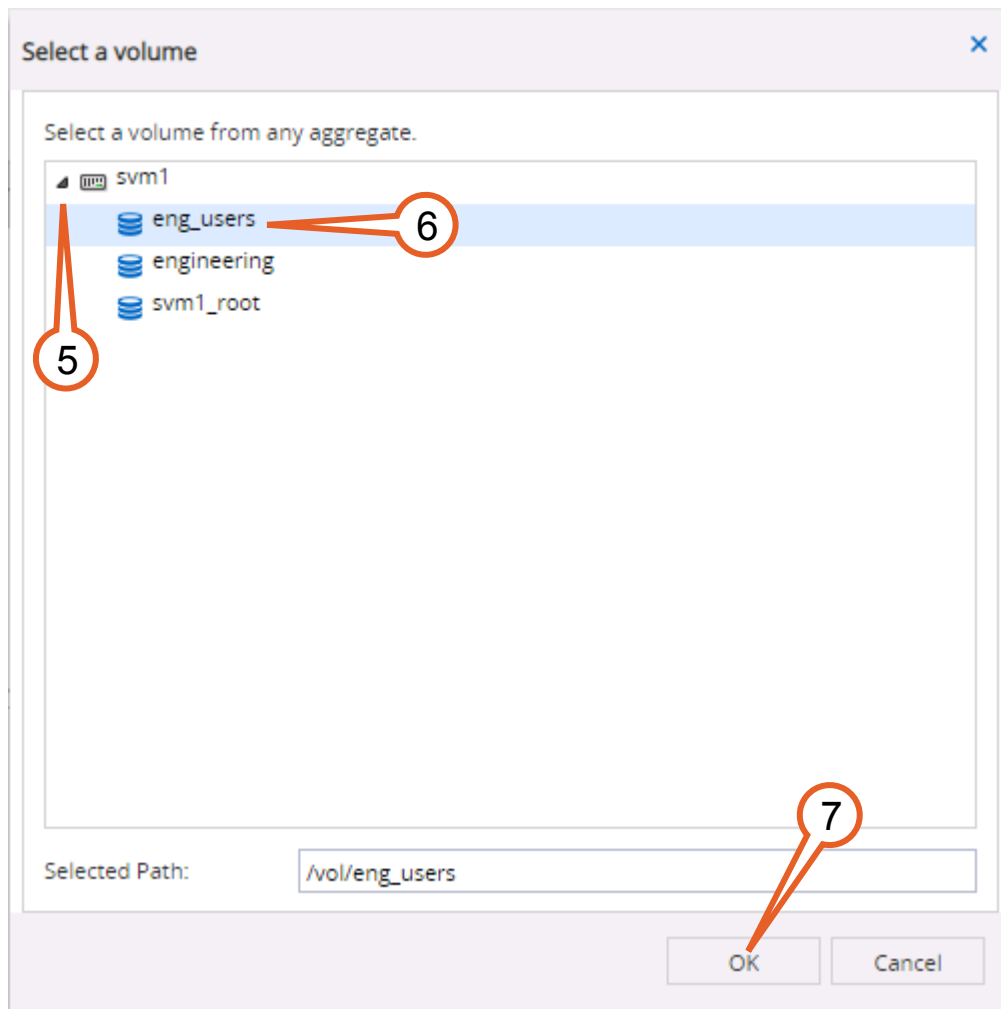 Select a volume
Select a volume from any aggregate.
svm1
eng_users
6
engineering
svm1_root
5
7
Selected Path:
/vol/eng_users
OK
Cancel